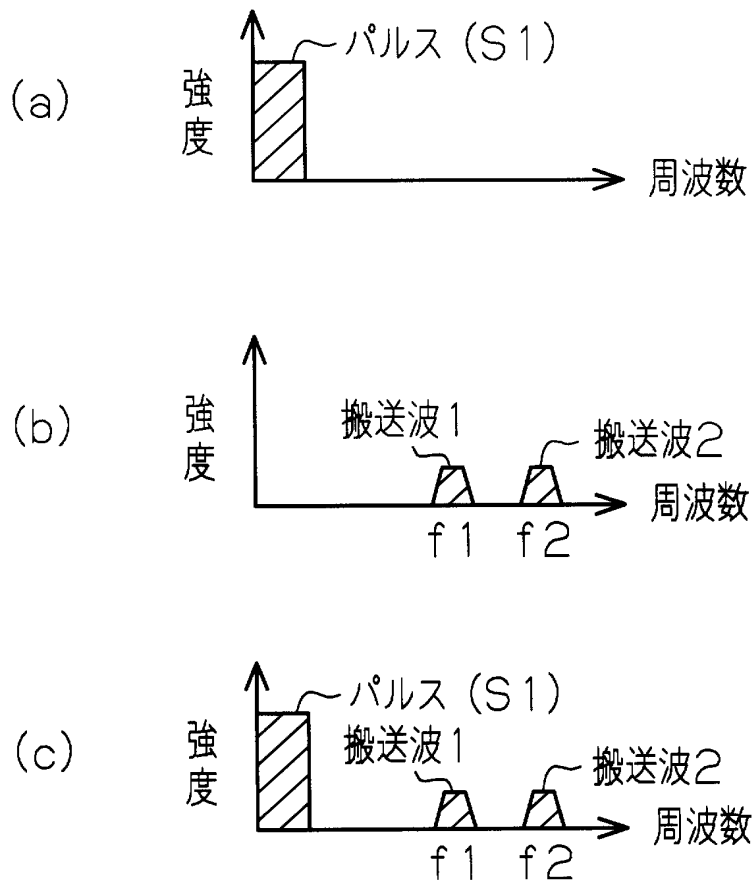 (a)
強度
パルス(S1)
周波数
(b)
強度
搬送波1
搬送波2
周波数
f1
f2
(c)
強度
パルス(S1)
搬送波1
搬送波2
周波数
f1
f2